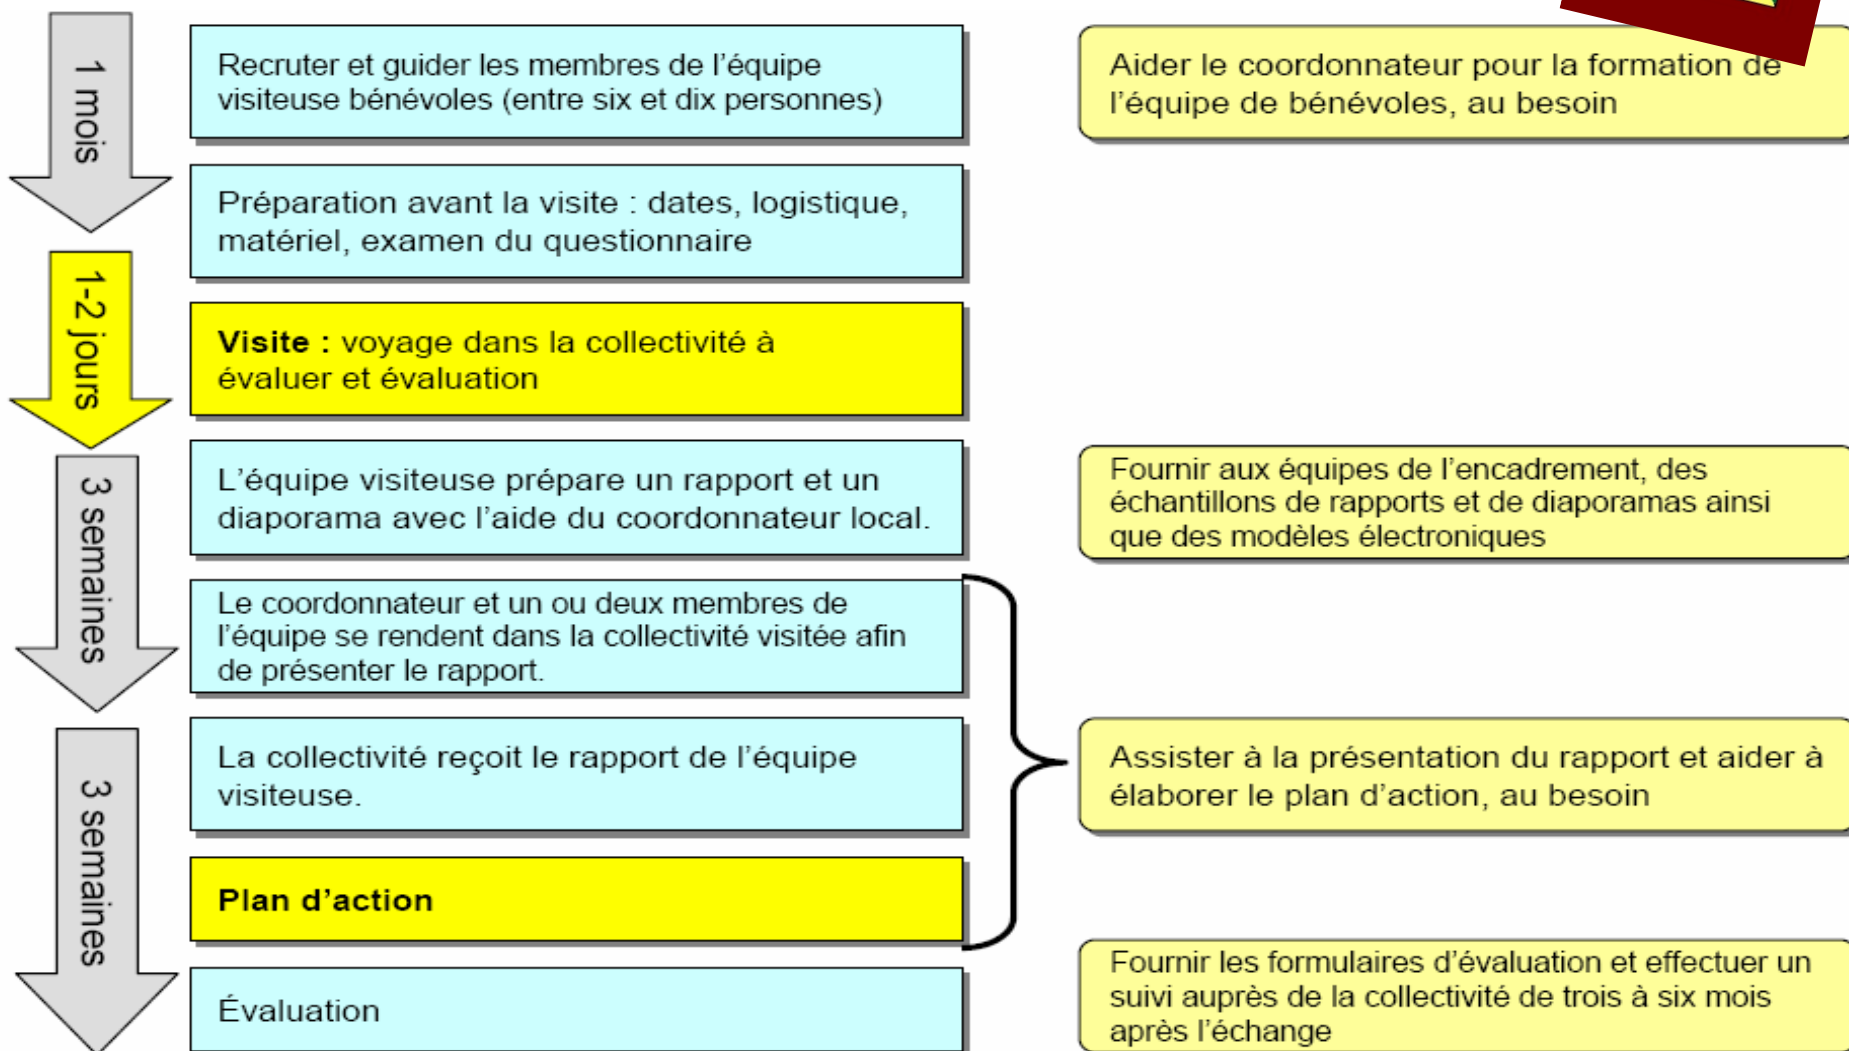 1 mois
Recruter et guider les membres de l’équipe
visiteuse bénévoles (entre six et dix personnes)
Aider le coordonnateur pour la formation de
l’équipe de bénévoles, au besoin
Préparation avant la visite : dates, logistique,
matériel, examen du questionnaire
1-2 jours
Visite : voyage dans la collectivité à
évaluer et évaluation
3 semaines
L’équipe visiteuse prépare un rapport et un
diaporama avec l’aide du coordonnateur local.
Fournir aux équipes de l’encadrement, des
échantillons de rapports et de diaporamas ainsi
que des modèles électroniques
Le coordonnateur et un ou deux membres de
l’équipe se rendent dans la collectivité visitée afin
de présenter le rapport.
3 semaines
La collectivité reçoit le rapport de l’équipe
visiteuse.
Assister à la présentation du rapport et aider à
élaborer le plan d’action, au besoin
Plan d’action
Évaluation
Fournir les formulaires d’évaluation et effectuer un
suivi auprès de la collectivité de trois à six mois
après l’échange